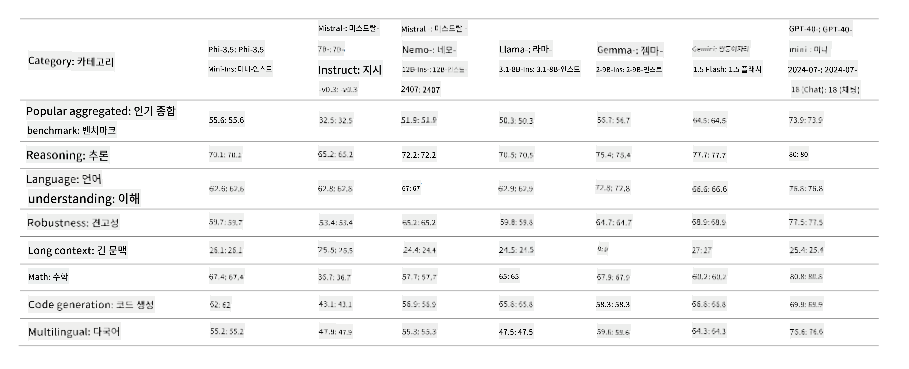 Category: 카테고리
Phi-3.5: Phi-3.5
Mini-Ins: 미니-인스트
Mistral-: 미스트랄-
7B-: 7B-
Instruct: 지시
-v0.3: -v0.3
Mistral-: 미스트랄-
Nemo-: 네모-
12B-Ins-: 12B-인스트
2407: 2407
Llama-: 라마-
3.1-8B-Ins: 3.1-8B-인스트
Gemma-: 젬마-
2-9B-Ins: 2-9B-인스트
Gemini: 쌍둥이자리
1.5 Flash: 1.5 플래시
GPT-4o-: GPT-4o-
mini-: 미니
2024-07-: 2024-07-
18 (Chat): 18 (채팅)
Popular aggregated: 인기 종합
benchmark: 벤치마크
55.6: 55.6
32.5: 32.5
51.9: 51.9
50.3: 50.3
56.7: 56.7
64.5: 64.5
73.9: 73.9
Reasoning: 추론
70.1: 70.1
65.2: 65.2
72.2: 72.2
70.5: 70.5
75.4: 75.4
77.7: 77.7
80: 80
Language: 언어
understanding: 이해
62.6: 62.6
62.8: 62.8
67: 67
62.9: 62.9
72.8: 72.8
66.6: 66.6
76.8: 76.8
Robustness: 견고성
59.7: 59.7
53.4: 53.4
65.2: 65.2
59.8: 59.8
64.7: 64.7
68.9: 68.9
77.5: 77.5
Long context: 긴 문맥
26.1: 26.1
25.5: 25.5
24.4: 24.4
24.5: 24.5
27: 27
25.4: 25.4
Math: 수학
67.4: 67.4
36.7: 36.7
57.7: 57.7
65: 65
67.9: 67.9
60.2: 60.2
80.8: 80.8
Code generation: 코드 생성
62: 62
43.1: 43.1
56.9: 56.9
65.8: 65.8
58.3: 58.3
66.8: 66.8
69.9: 69.9
Multilingual: 다국어
55.2: 55.2
47.9: 47.9
55.3: 55.3
47.5: 47.5
59.6: 59.6
64.3: 64.3
76.6: 76.6